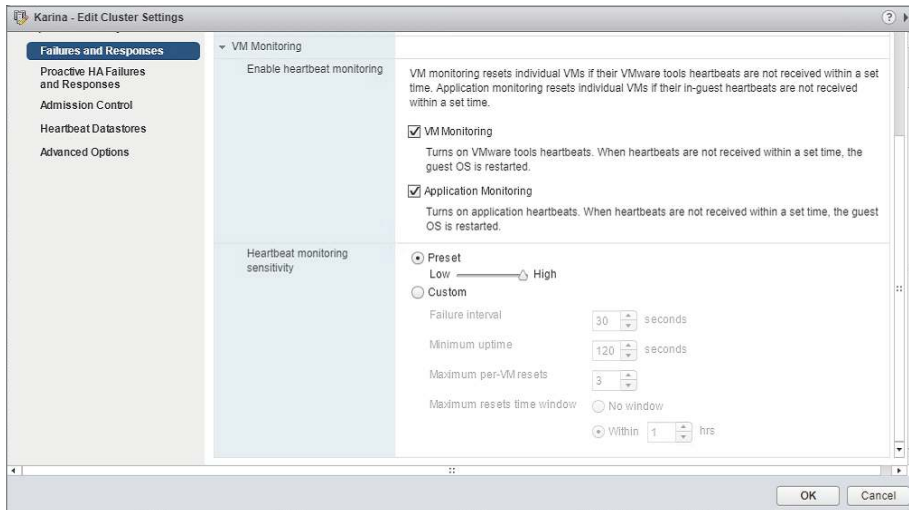 Karina - Edit Cluster Settings
Failures and Responses
Proactive HA Failures
and Responses
Admission Control
Heartbeat Datastores
Advanced Options
VM Monitoring
Enable heartbeat monitoring
VM monitoring resets individual VMs if their VMware tools heartbeats are not received within a set
time. Application monitoring resets individual VMs if their in-guest heartbeats are not received
within a set time.
VM Monitoring
Turns on VMware tools heartbeats. When heartbeats are not received within a set time, the
guest OS is restarted.
Application Monitoring
Turns on application heartbeats. When heartbeats are not received within a set time, the guest
OS is restarted.
Heartbeat monitoring
sensitivity
Preset
Low High
Custom
Failure interval 30 seconds
Minimum uptime 120 seconds
Maximum per-VM resets 3
Maximum resets time window No window
Within 1 hrs
OK Cancel